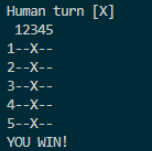 Human turn [X]
 12345
1--X--
2--X--
3--X--
4--X--
5--X--
YOU WIN!